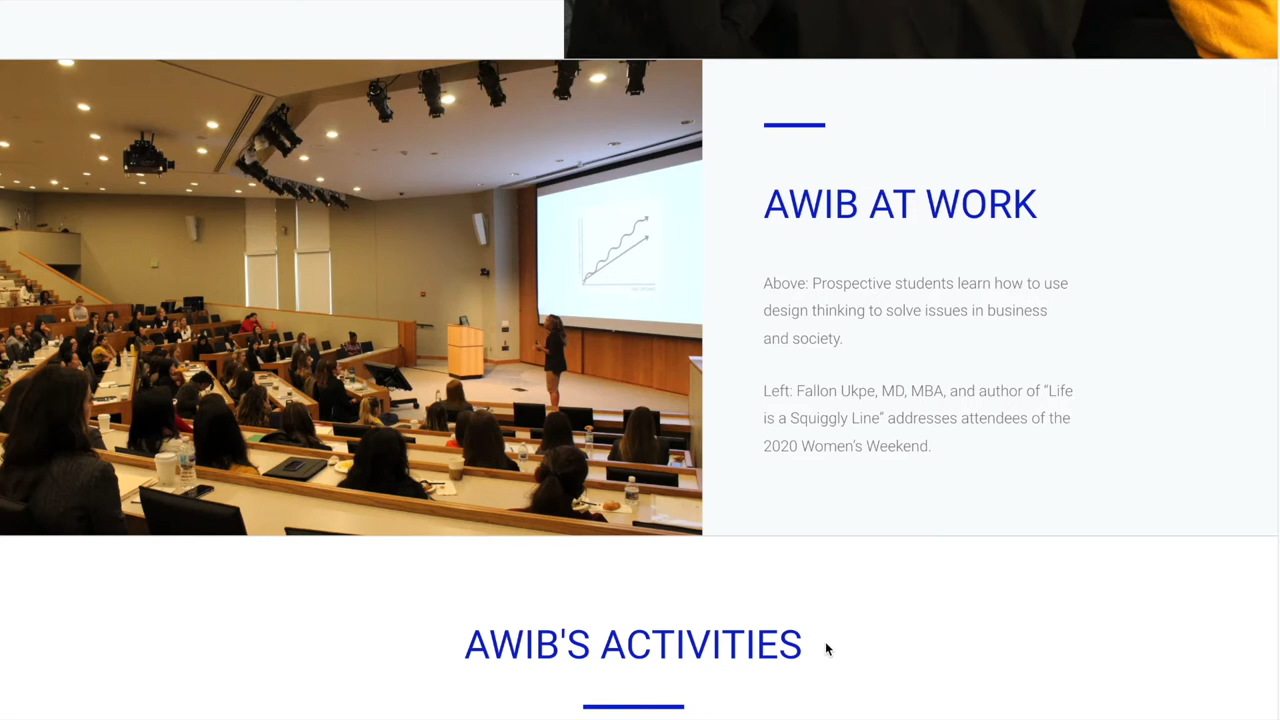 AWIB AT WORK
Above: Prospective students learn how to use
design thinking to solve issues in business
and society.
Left: Fallon Ukpe, MD, MBA, and author of “Life
is a Squiggly Line” addresses attendees of the
2020 Women’s Weekend.
AWIB'S ACTIVITIES